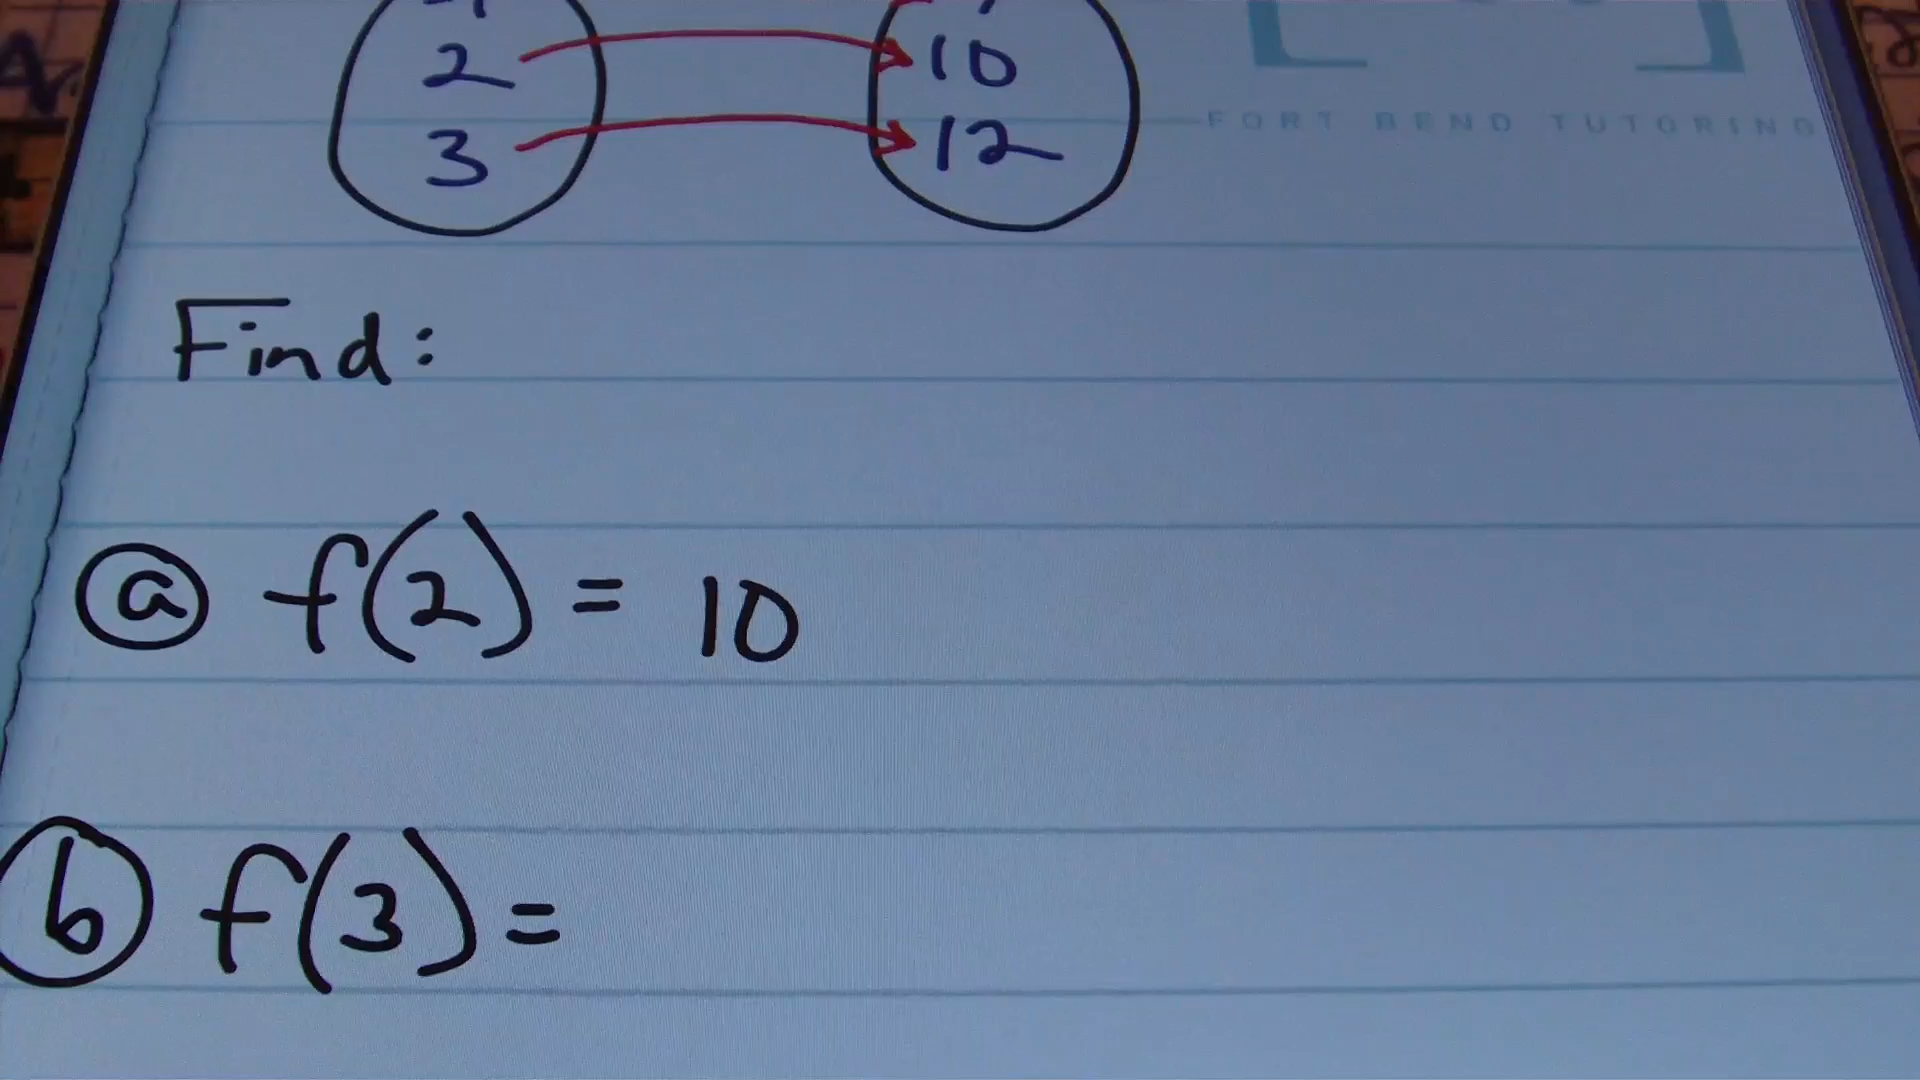 2 10
3 12
FORT BEND TUTORING
Find:
a f(2) = 10
b f(3) =